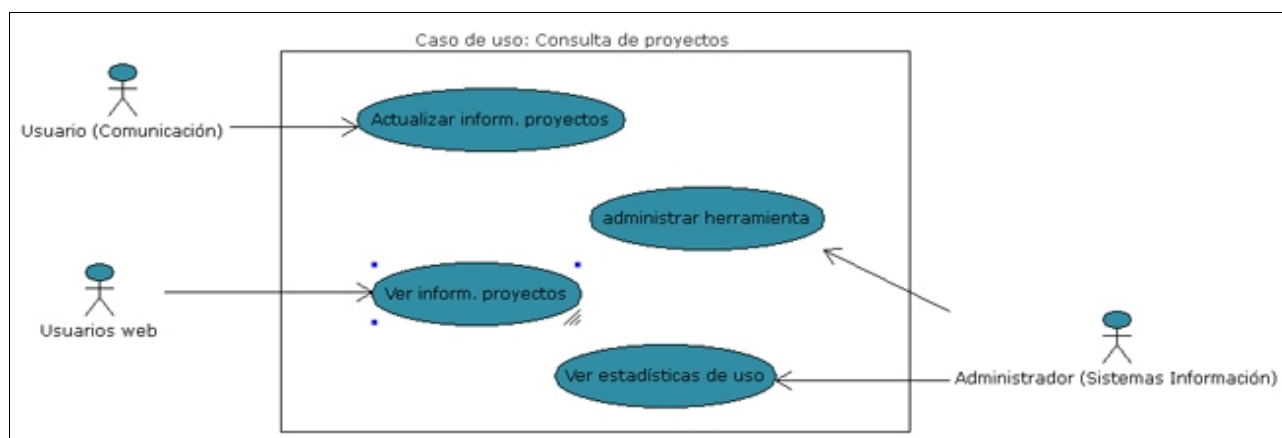 Caso de uso: Consulta de proyectos
Usuario (Comunicación)
Actualizar inform. proyectos
administrar herramienta
Ver inform. proyectos
Usuarios web
Ver estadísticas de uso
Administrador (Sistemas Información)